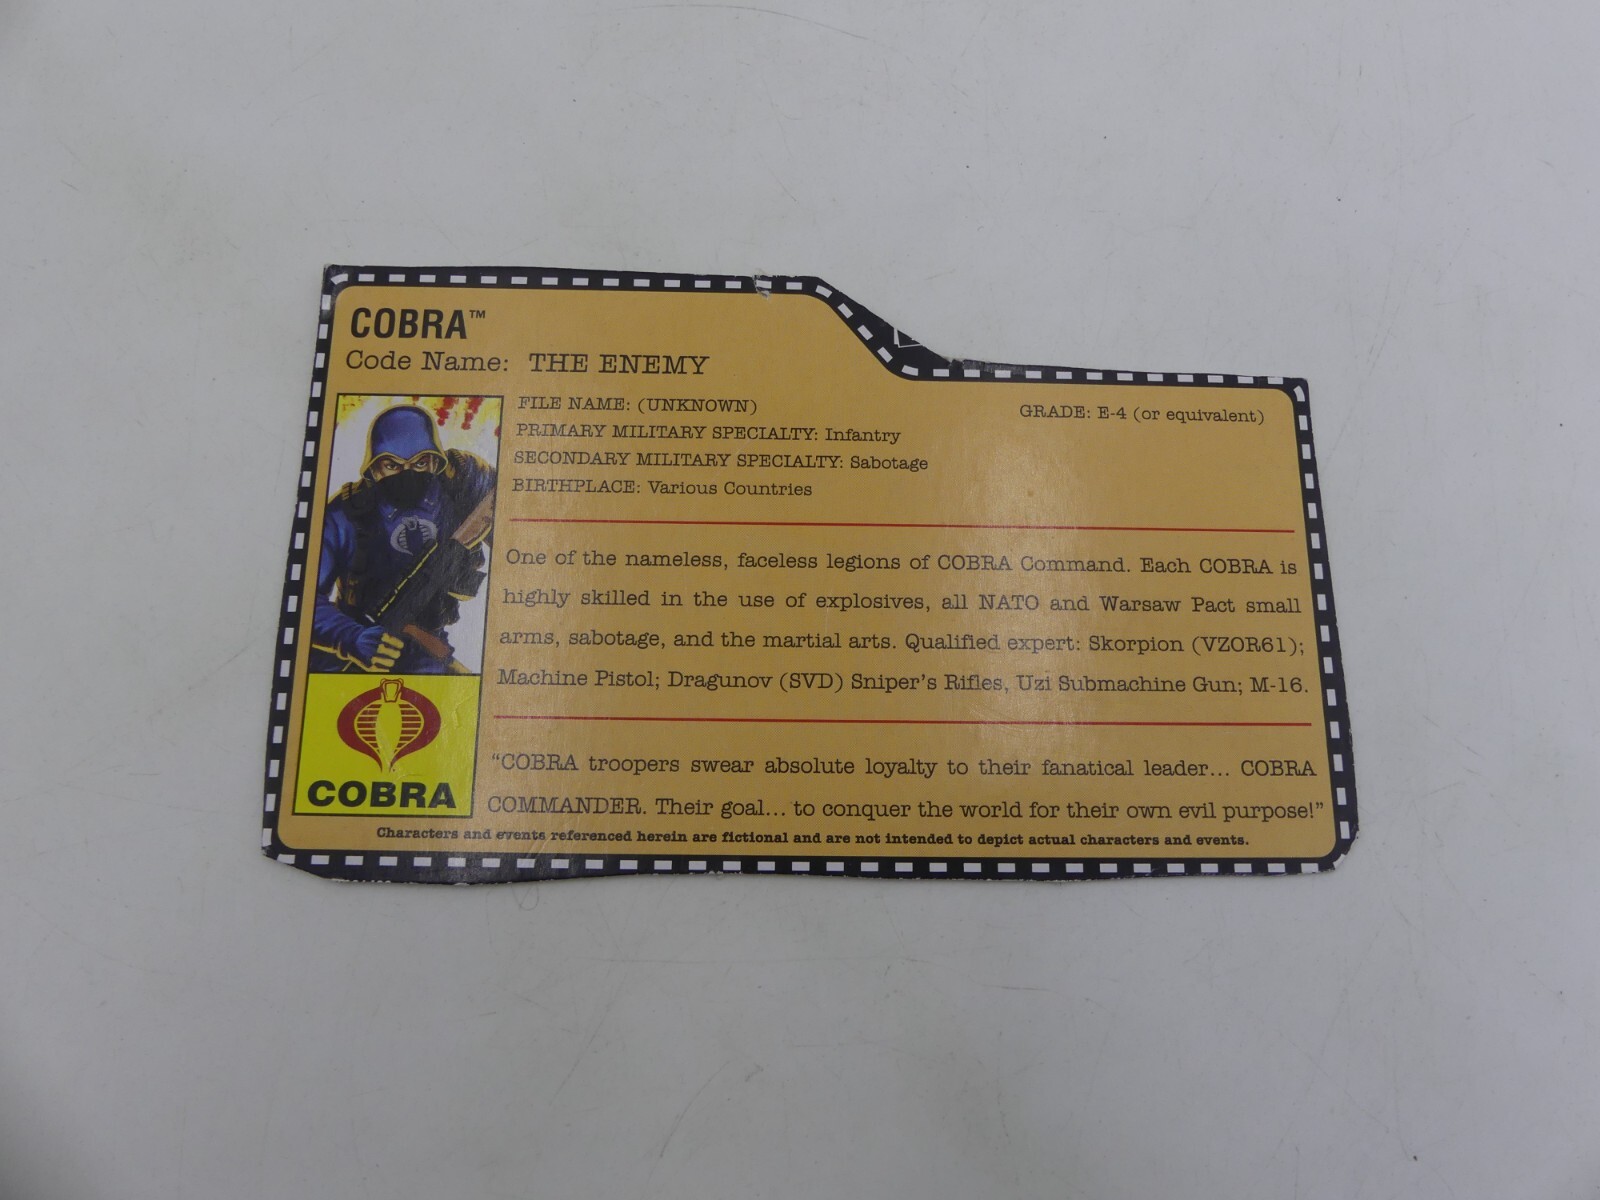 COBRA™
Code Name: THE ENEMY
FILE NAME: (UNKNOWN)
GRADE: E-4 (or equivalent)
PRIMARY MILITARY SPECIALTY: Infantry
SECONDARY MILITARY SPECIALTY: Sabotage
BIRTHPLACE: Various Countries
One of the nameless, faceless legions of COBRA Command. Each COBRA is
highly skilled in the use of explosives, all NATO and Warsaw Pact small
arms, sabotage, and the martial arts. Qualified expert: Skorpion (VZOR61);
Machine Pistol; Dragunov (SVD) Sniper's Rifles, Uzi Submachine Gun; M-16.
"COBRA troopers swear absolute loyalty to their fanatical leader... COBRA
COMMANDER. Their goal... to conquer the world for their own evil purpose!"
COBRA
Characters and events referenced herein are fictional and are not intended to depict actual characters and events.